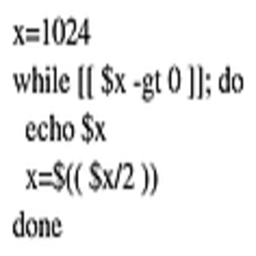 x=1024
while [[ $x -gt 0 ]]; do
echo $x
x=$(( $x/2 ))
done